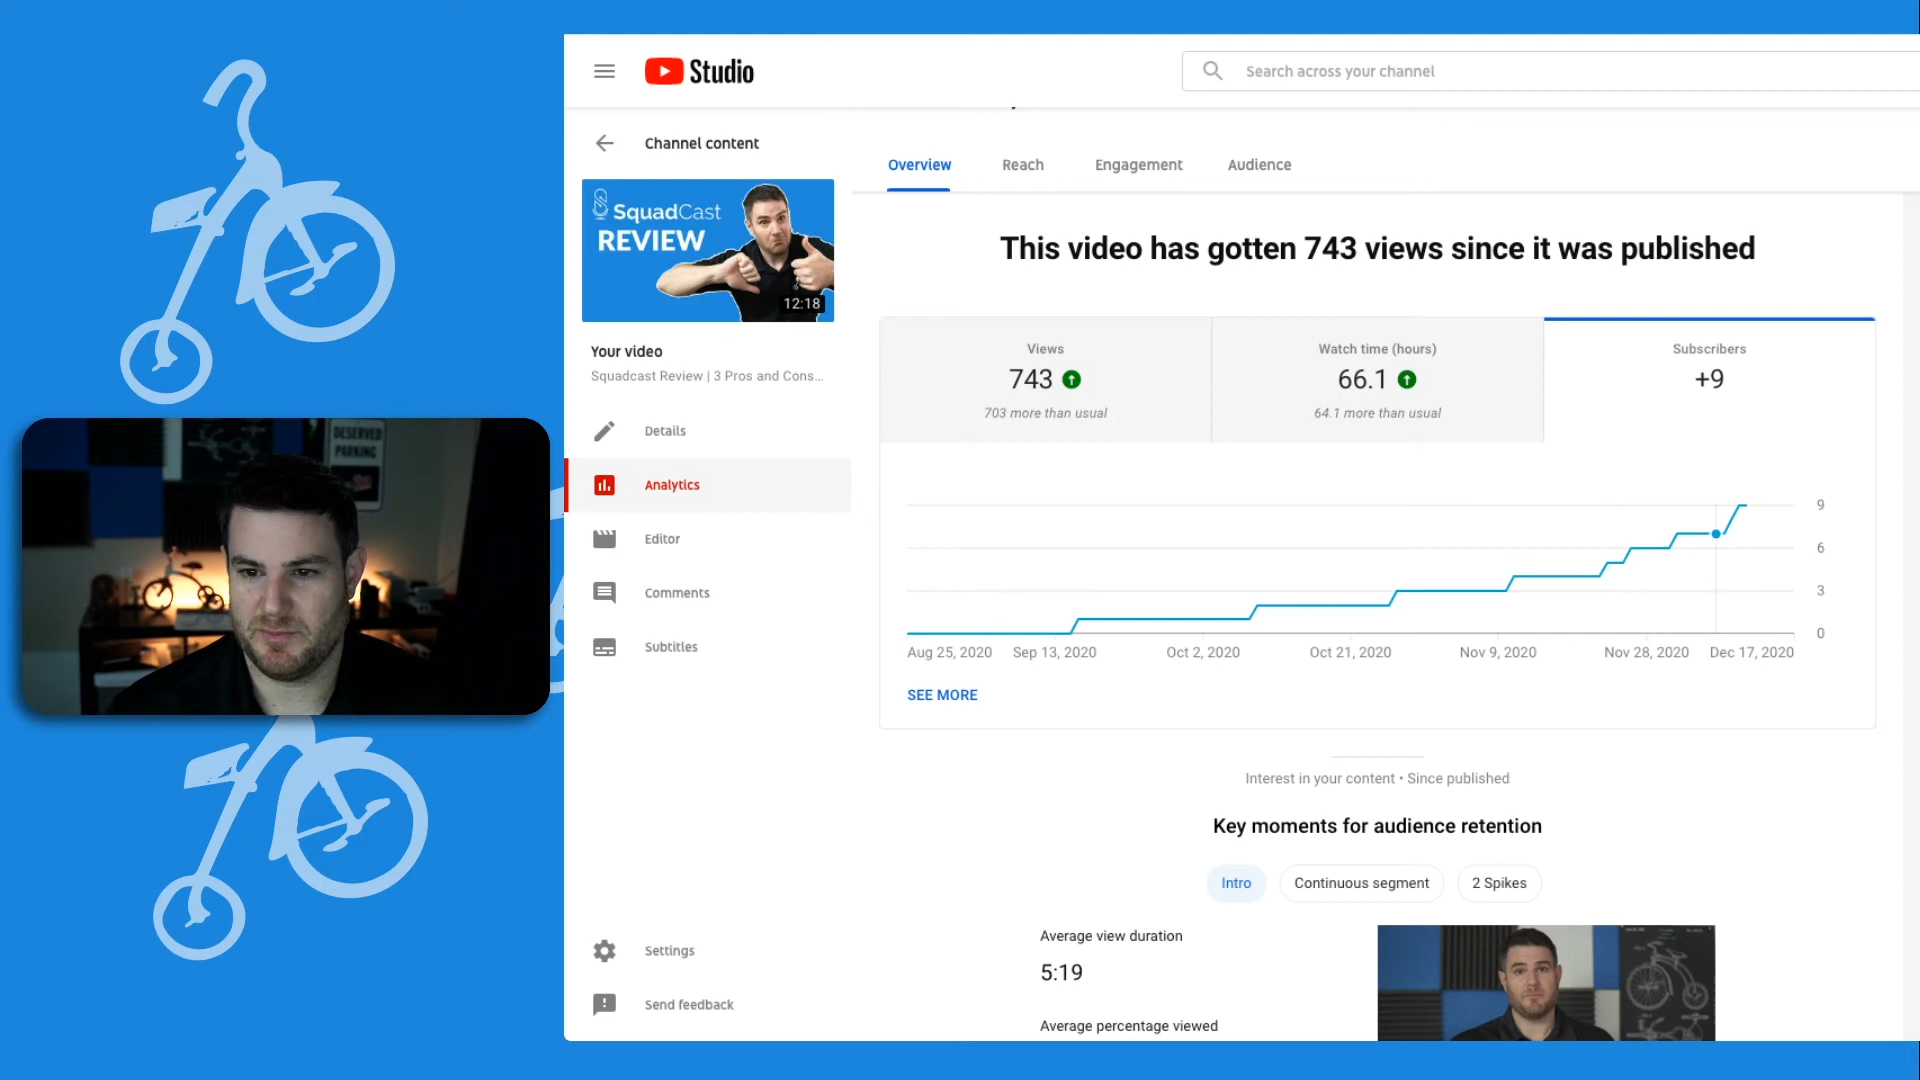 Studio
Search across your channel
Channel content
Overview
Reach
Engagement
Audience
SquadCast
REVIEW
12:18
This video has gotten 743 views since it was published
Your video
Squadcast Review | 3 Pros and Cons...
Views
743
703 more than usual
Watch time (hours)
66.1
64.1 more than usual
Subscribers
+9
Details
Analytics
Editor
Comments
Subtitles
DESERVED
PARKING
9
6
3
0
Aug 25, 2020
Sep 13, 2020
Oct 2, 2020
Oct 21, 2020
Nov 9, 2020
Nov 28, 2020
Dec 17, 2020
SEE MORE
Interest in your content • Since published
Key moments for audience retention
Intro
Continuous segment
2 Spikes
Average view duration
5:19
Average percentage viewed
Settings
Send feedback